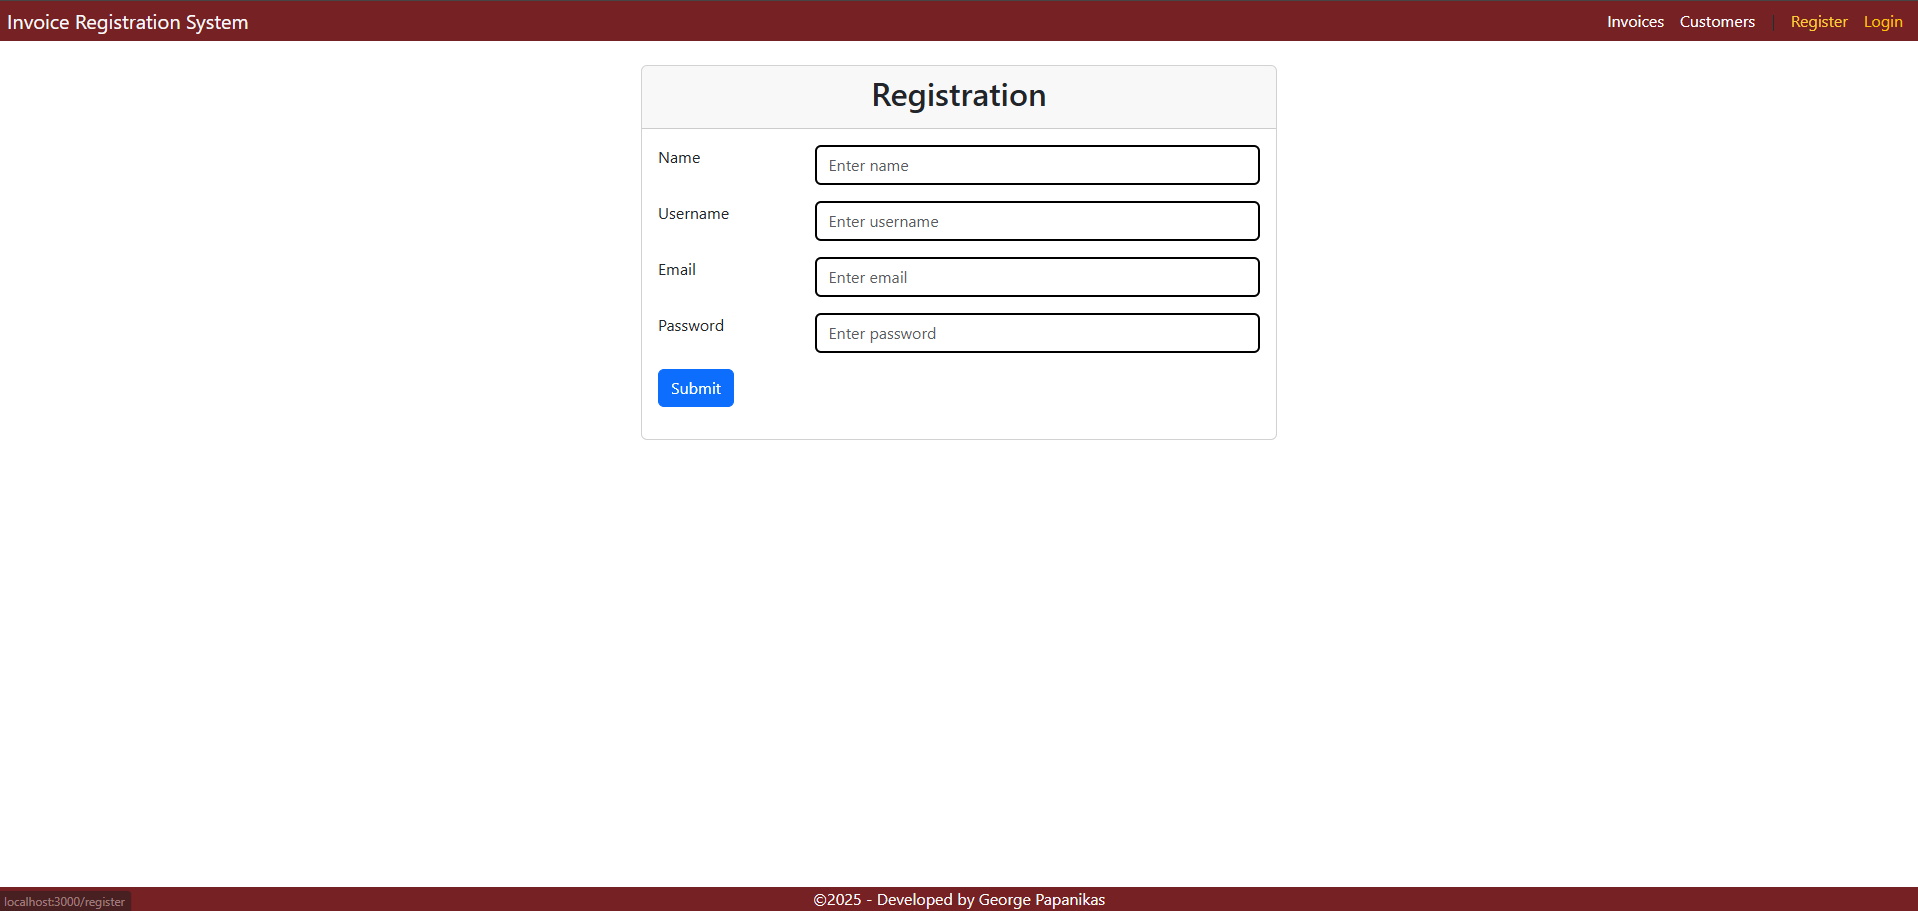 Invoice Registration System
Invoices Customers | Register Login
Registration
Name Enter name
Username Enter username
Email Enter email
Password Enter password
Submit
©2025 - Developed by George Papanikas
localhost:3000/register